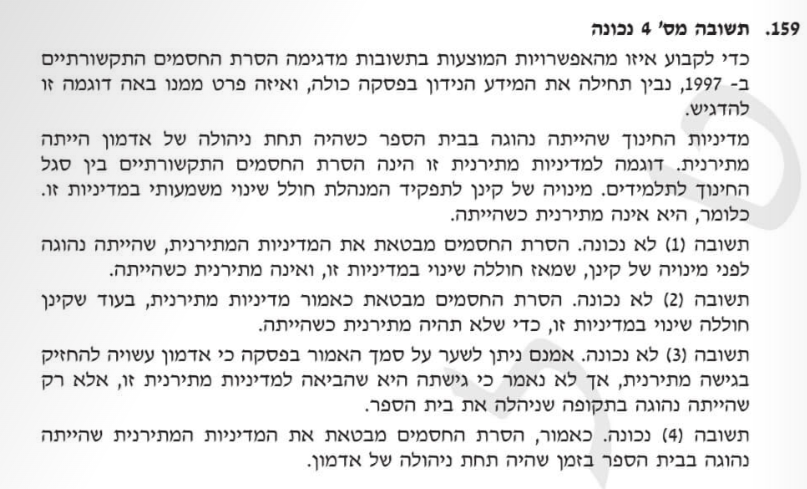 159. תשובה מס' 4 נכונה
כדי לקבוע איזו מהאפשרויות המוצעות בתשובות מדגימה הסרת החסמים התקשורתיים
ב- 1997, נבין תחילה את המידע הנידון בפסקה כולה, ואיזה פרט ממנו באה דוגמה זו
להדגיש.
מדיניות החינוך שהייתה נהוגה בבית הספר כשהיה תחת ניהולה של אדמון הייתה
מתירנית. דוגמה למדיניות מתירנית זו הינה הסרת החסמים התקשורתיים בין סגל
החינוך לתלמידים. מינויה של קינן לתפקיד המנהלת חולל שינוי משמעותי במדיניות זו.
כלומר, היא אינה מתירנית כשהייתה.
תשובה (1) לא נכונה. הסרת החסמים מבטאת את המדיניות המתירנית, שהייתה נהוגה
לפני מינויה של קינן, שמאז חוללה שינוי במדיניות זו, ואינה מתירנית כשהייתה.
תשובה (2) לא נכונה. הסרת החסמים מבטאת כאמור מדיניות מתירנית, בעוד שקינן
חוללה שינוי במדיניות זו, כדי שלא תהיה מתירנית כשהייתה.
תשובה (3) לא נכונה. אמנם ניתן לשער על סמך האמור בפסקה כי אדמון עשויה להחזיק
בגישה מתירנית, אך לא נאמר כי גישתה היא שהביאה למדיניות מתירנית זו, אלא רק
שהייתה נהוגה בתקופה שניהלה את בית הספר.
תשובה (4) נכונה. כאמור, הסרת החסמים מבטאת את המדיניות המתירנית שהייתה
נהוגה בבית הספר בזמן שהיה תחת ניהולה של אדמון.